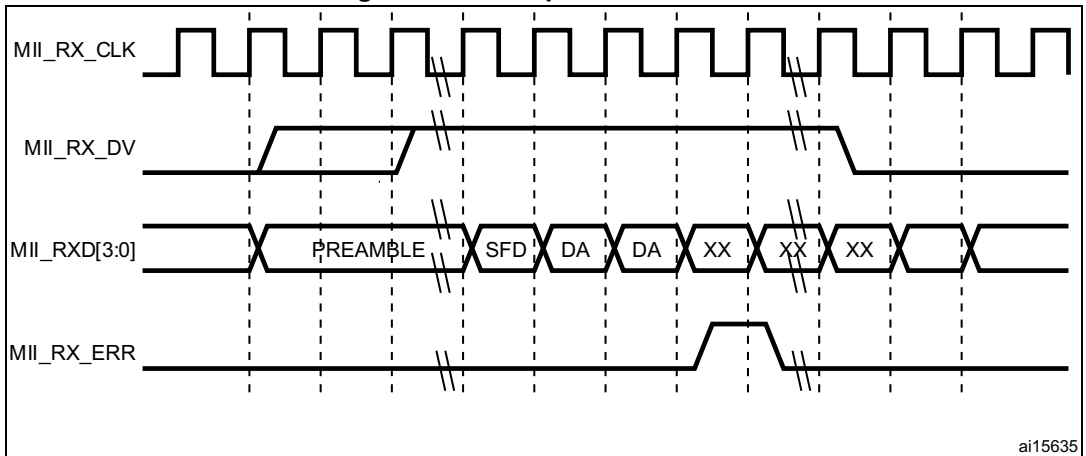 MII_RX_CLK
MII_RX_DV
MII_RXD[3:0] PREAMBLE SFD DA DA XX XX XX
MII_RX_ERR
ai15635